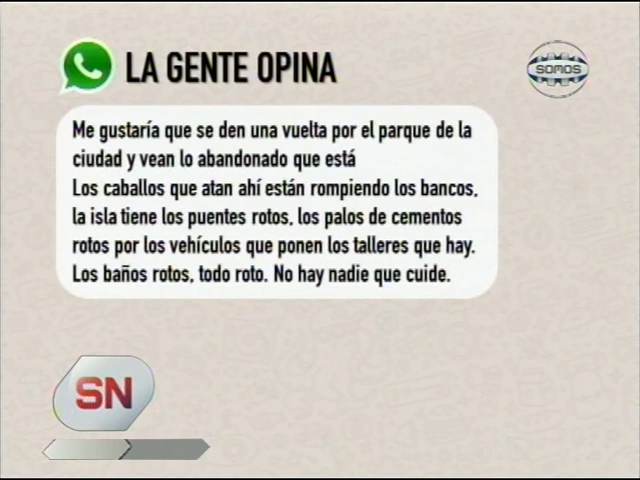 LA GENTE OPINA
SOMOS
Me gustaría que se den una vuelta por el parque de la
ciudad y vean lo abandonado que está
Los caballos que atan ahí están rompiendo los bancos,
la isla tiene los puentes rotos, los palos de cementos
rotos por los vehículos que ponen los talleres que hay.
Los baños rotos, todo roto. No hay nadie que cuide.
SN